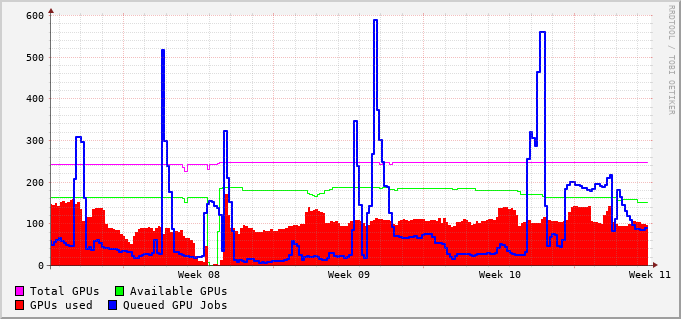 600
500
400
300
200
100
0
Week 08 Week 09 Week 10 Week 11
Total GPUs Available GPUs
GPUs used Queued GPU Jobs
RRDTOOL / TOBI OETIKER